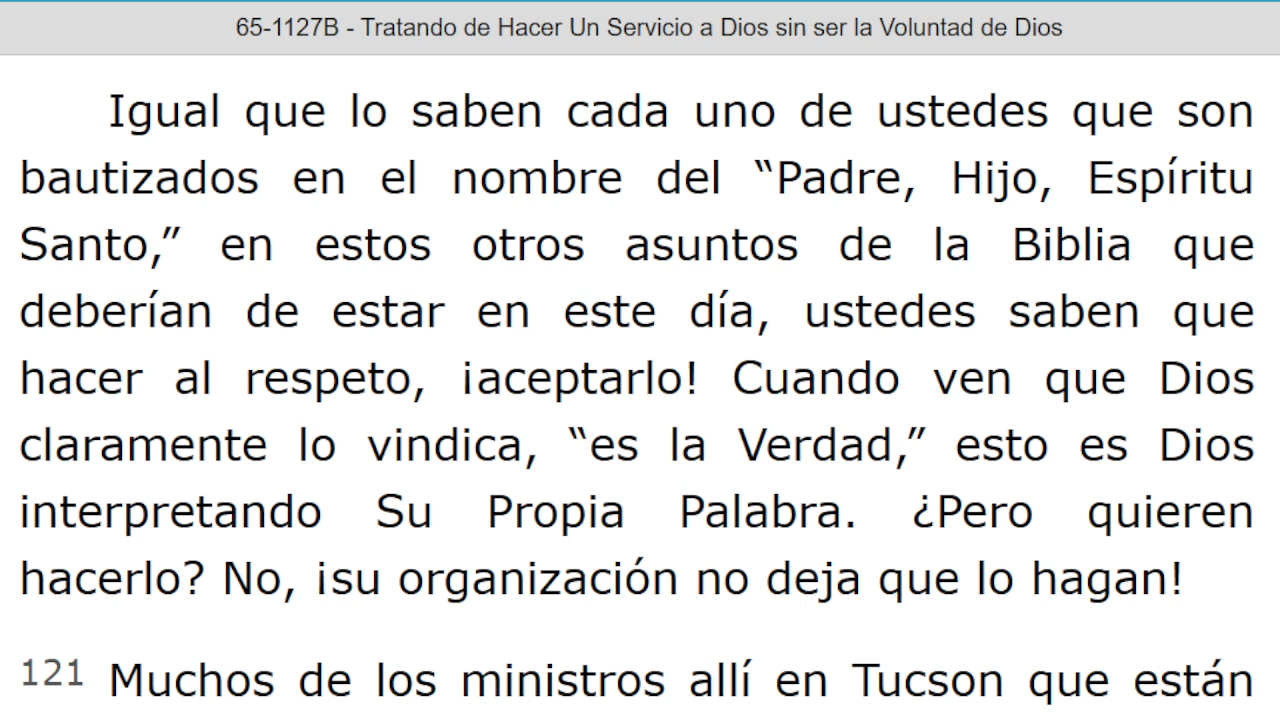 65-1127B - Tratando de Hacer Un Servicio a Dios sin ser la Voluntad de Dios
Igual que lo saben cada uno de ustedes que son
bautizados en el nombre del “Padre, Hijo, Espíritu
Santo,” en estos otros asuntos de la Biblia que
deberían de estar en este día, ustedes saben que
hacer al respeto, ¡aceptarlo! Cuando ven que Dios
claramente lo vindica, “es la Verdad,” esto es Dios
interpretando Su Propia Palabra. ¿Pero quieren
hacerlo? No, ¡su organización no deja que lo hagan!
121 Muchos de los ministros allí en Tucson que están